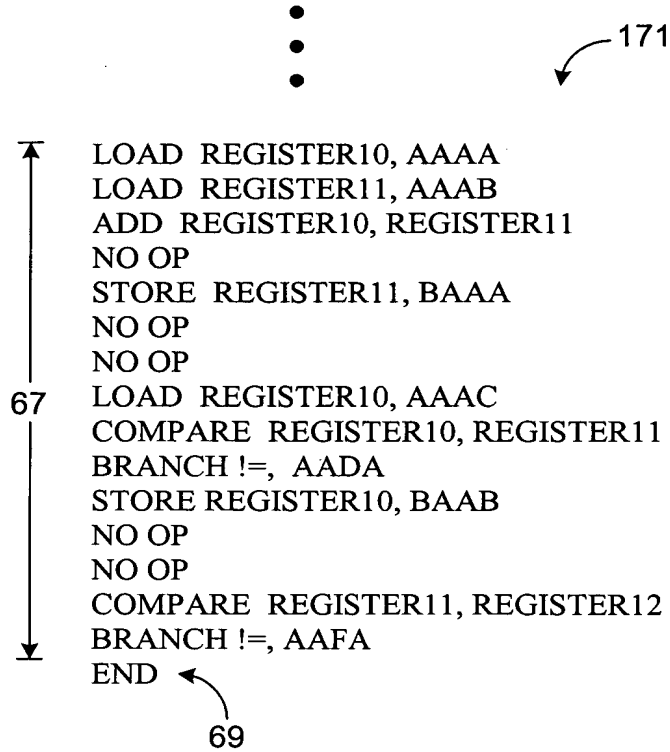 171
LOAD REGISTER10, AAAA
LOAD REGISTER11, AAAB
ADD REGISTER10, REGISTER11
NO OP
STORE REGISTER11, BAAA
NO OP
NO OP
67
LOAD REGISTER10, AAAC
COMPARE REGISTER10, REGISTER11
BRANCH !=, AADA
STORE REGISTER10, BAAB
NO OP
NO OP
COMPARE REGISTER11, REGISTER12
BRANCH !=, AAFA
END
69